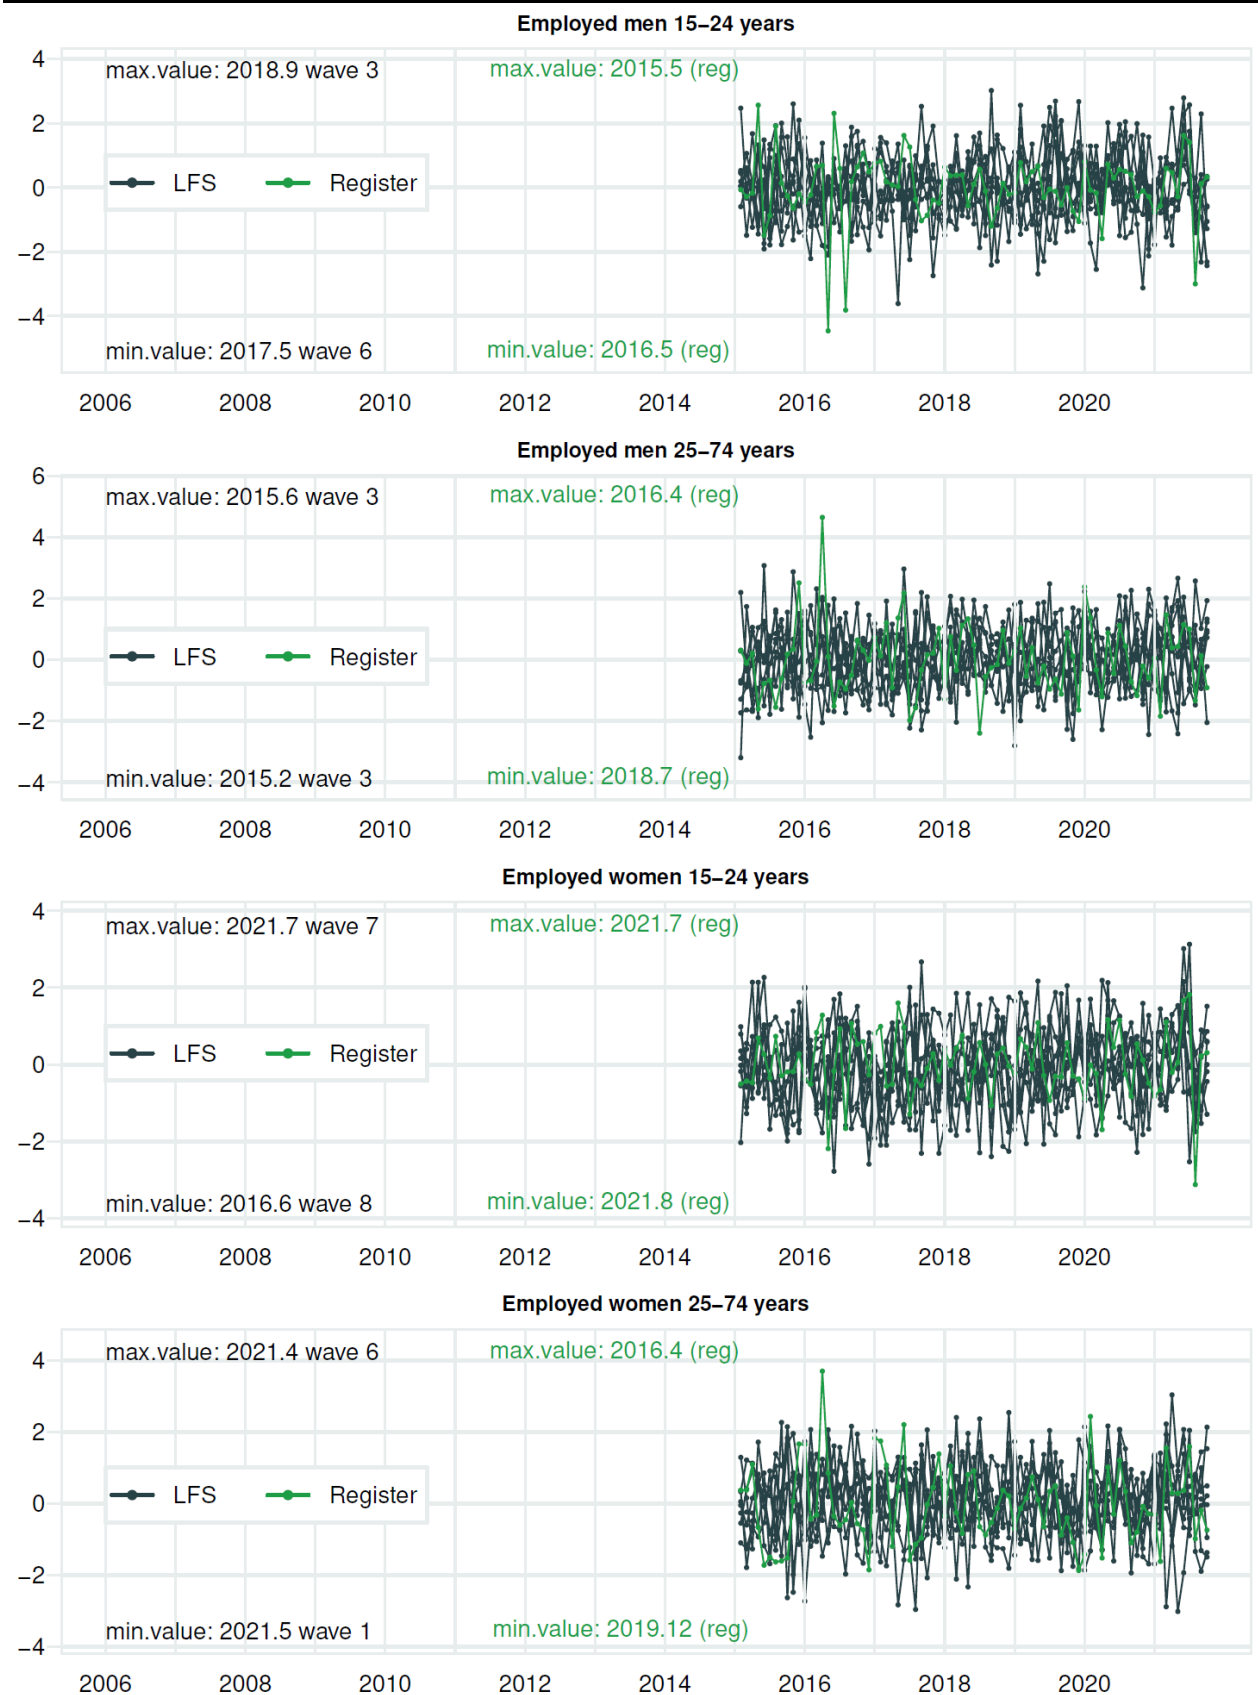 Employed men 15–24 years
4
max.value: 2018.9 wave 3 max.value: 2015.5 (reg)
2
LFS Register
0
−2
−4
min.value: 2017.5 wave 6 min.value: 2016.5 (reg)
2006 2008 2010 2012 2014 2016 2018 2020
Employed men 25–74 years
6
max.value: 2015.6 wave 3 max.value: 2016.4 (reg)
4
2
LFS Register
0
−2
min.value: 2015.2 wave 3 min.value: 2018.7 (reg)
−4
2006 2008 2010 2012 2014 2016 2018 2020
Employed women 15–24 years
4
max.value: 2021.7 wave 7 max.value: 2021.7 (reg)
2
LFS Register
0
−2
min.value: 2016.6 wave 8 min.value: 2021.8 (reg)
−4
2006 2008 2010 2012 2014 2016 2018 2020
Employed women 25–74 years
max.value: 2021.4 wave 6 max.value: 2016.4 (reg)
4
2
LFS Register
0
−2
min.value: 2021.5 wave 1 min.value: 2019.12 (reg)
−4
2006 2008 2010 2012 2014 2016 2018 2020